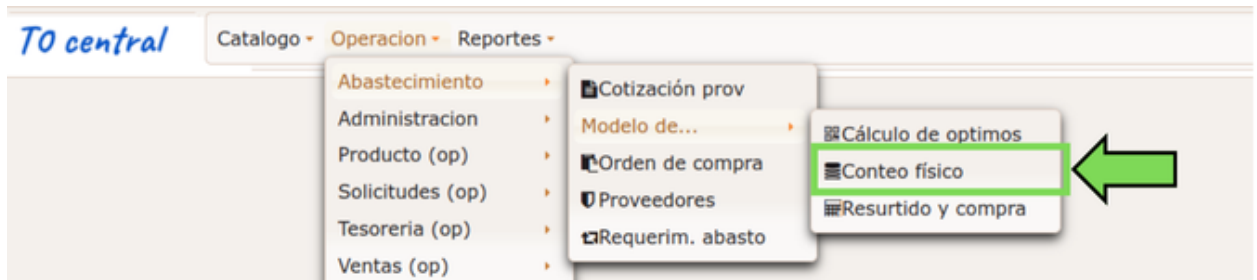 TO central
Catalogo Operacion Reportes
Abastecimiento
Administracion
Producto (op)
Solicitudes (op)
Tesoreria (op)
Ventas (op)
Cotización prov
Modelo de...
Orden de compra
Proveedores
Requerim. abasto
Cálculo de optimos
Conteo físico
Resurtido y compra